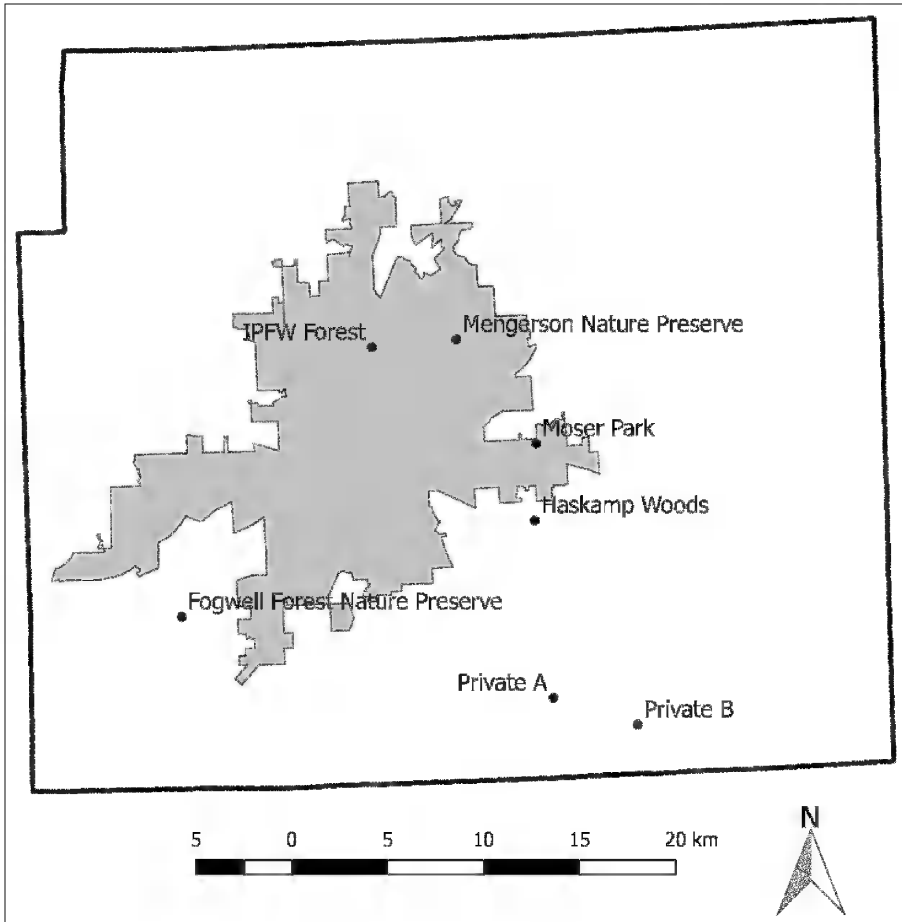 IPFW Forest
Mengerson Nature Preserve
Moser Park
Haskamp Woods
Fogwell Forest Nature Preserve
Private A
Private B
5 0 5 10 15 20 km
N